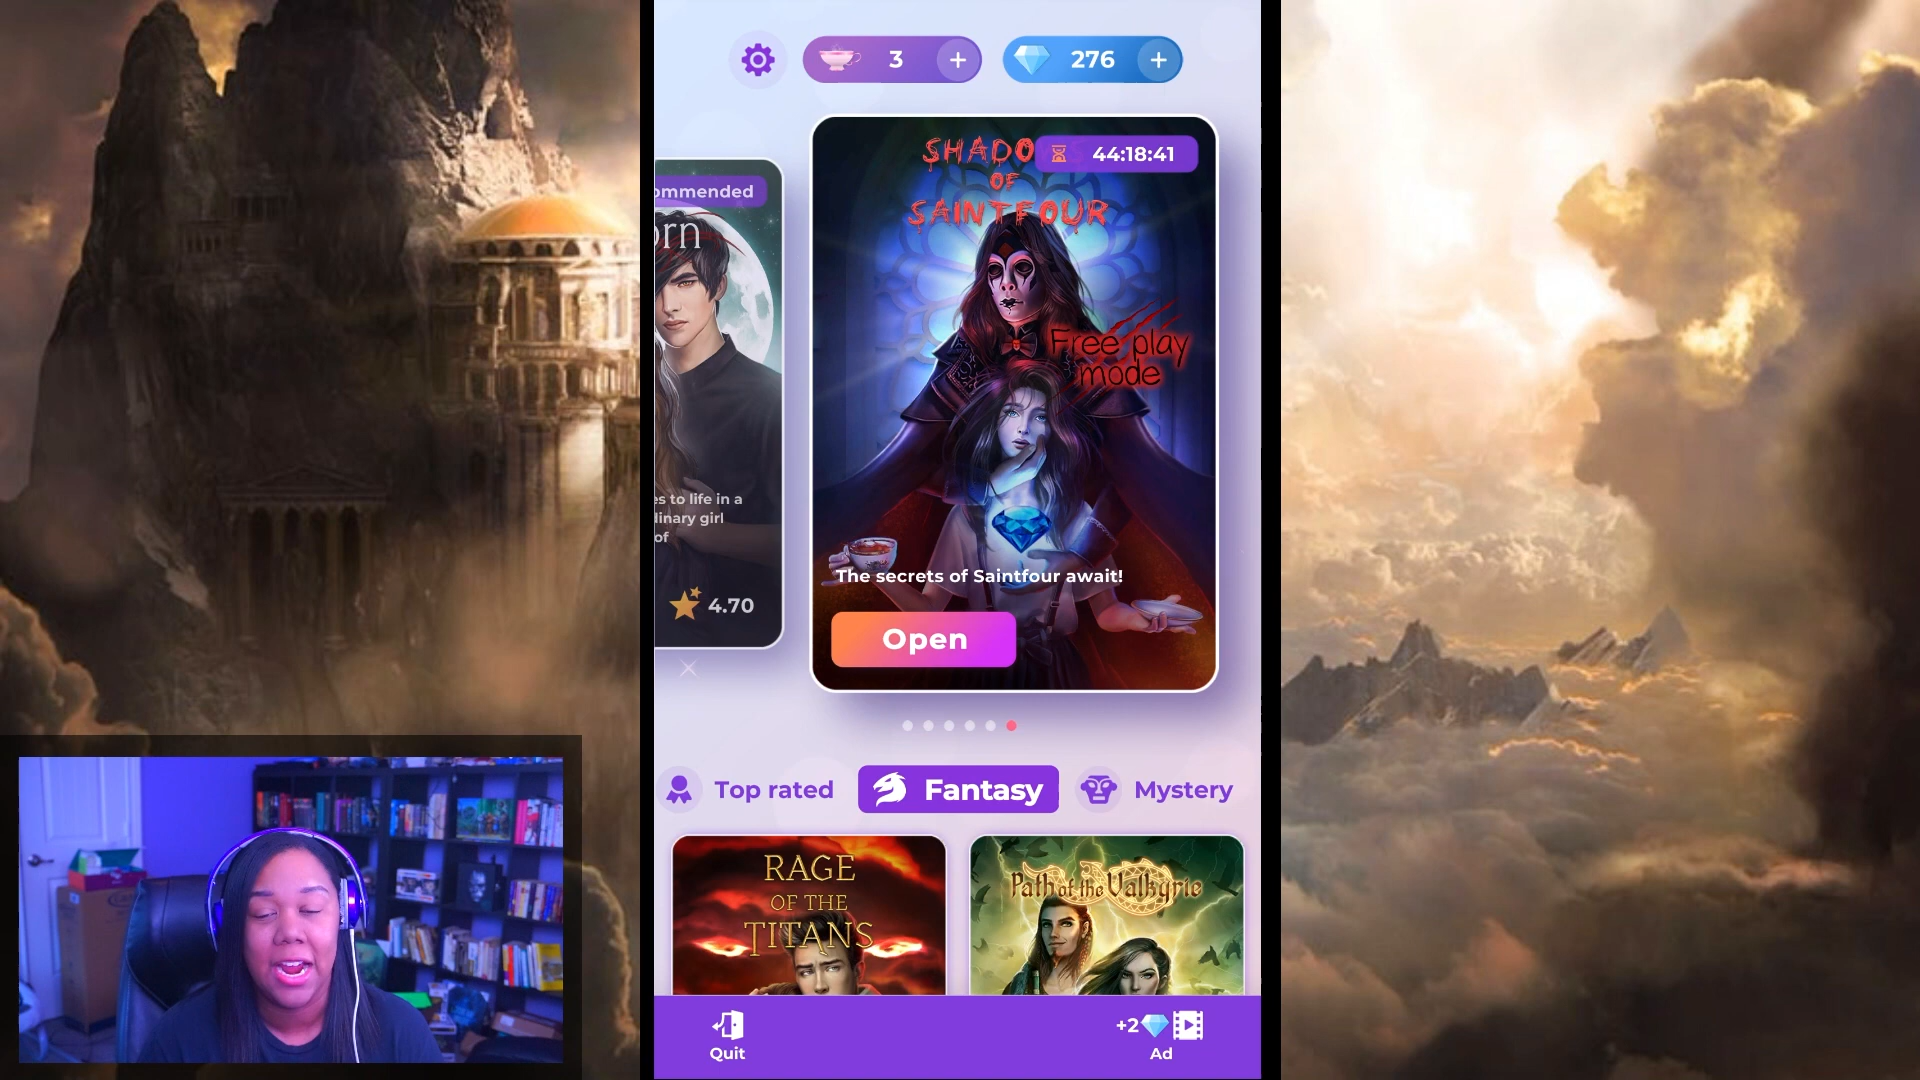 3 +
276 +
ommended
orn
es to life in a
dinary girl
of
4.70
SHADO
OF
SAINTFOUR
44:18:41
Free play
mode
The secrets of Saintfour await!
Open
Top rated
Fantasy
Mystery
RAGE
OF THE
TITANS
Path of the Valkyrie
Quit
+2
Ad